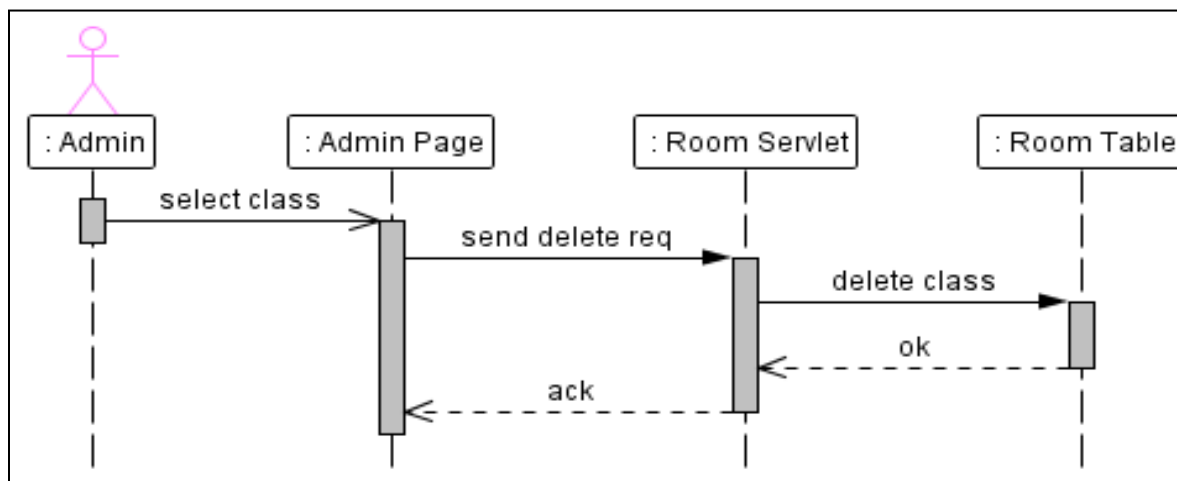 : Admin
: Admin Page
: Room Servlet
: Room Table
select class
send delete req
delete class
ok
ack